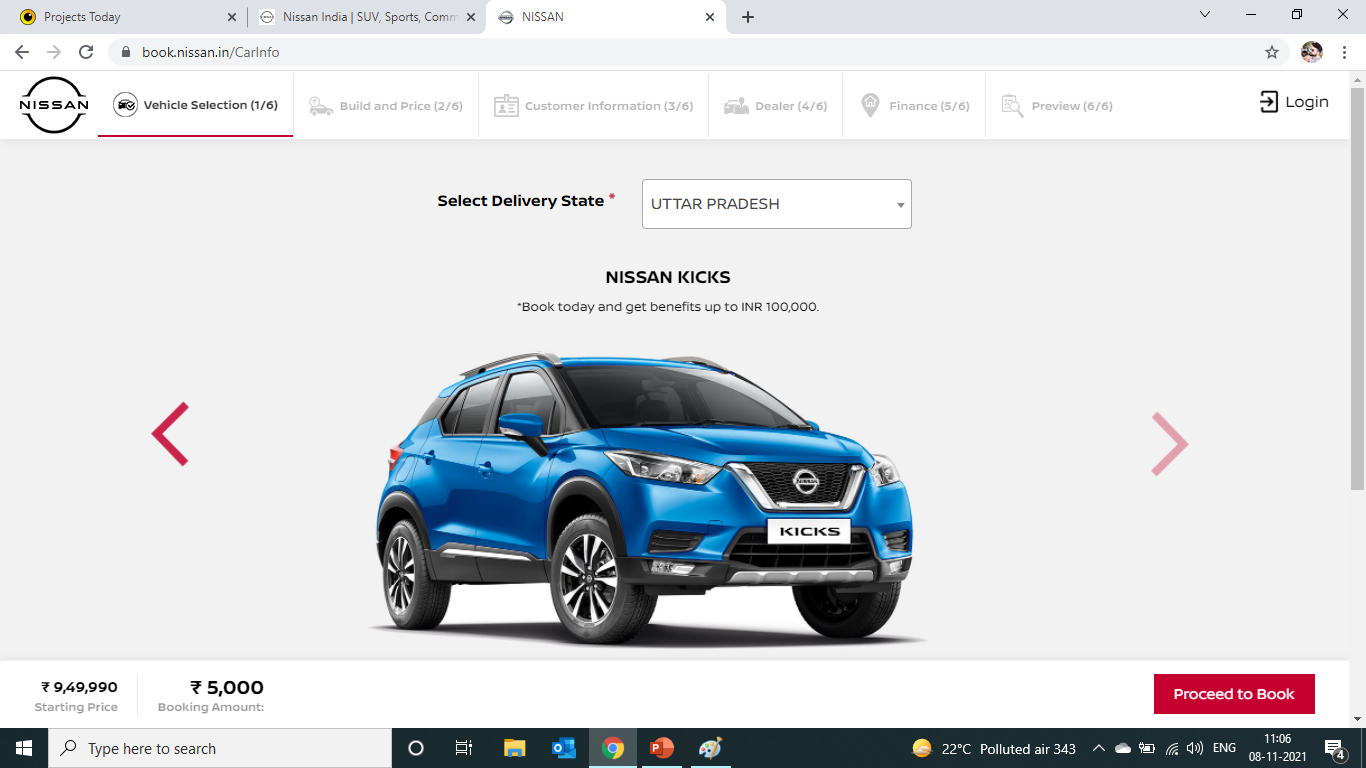 Projects Today
Nissan India | SUV, Sports, Comm
NISSAN
book.nissan.in/CarInfo
NISSAN
Vehicle Selection (1/6)
Build and Price (2/6)
Customer Information (3/6)
Dealer (4/6)
Finance (5/6)
Preview (6/6)
Login
Select Delivery State *
UTTAR PRADESH
NISSAN KICKS
*Book today and get benefits up to INR 100,000.
NISSAN
KICKS
₹ 9,49,990
Starting Price
₹ 5,000
Booking Amount:
Proceed to Book
Type here to search
22°C Polluted air 343
ENG
11:06
08-11-2021
4